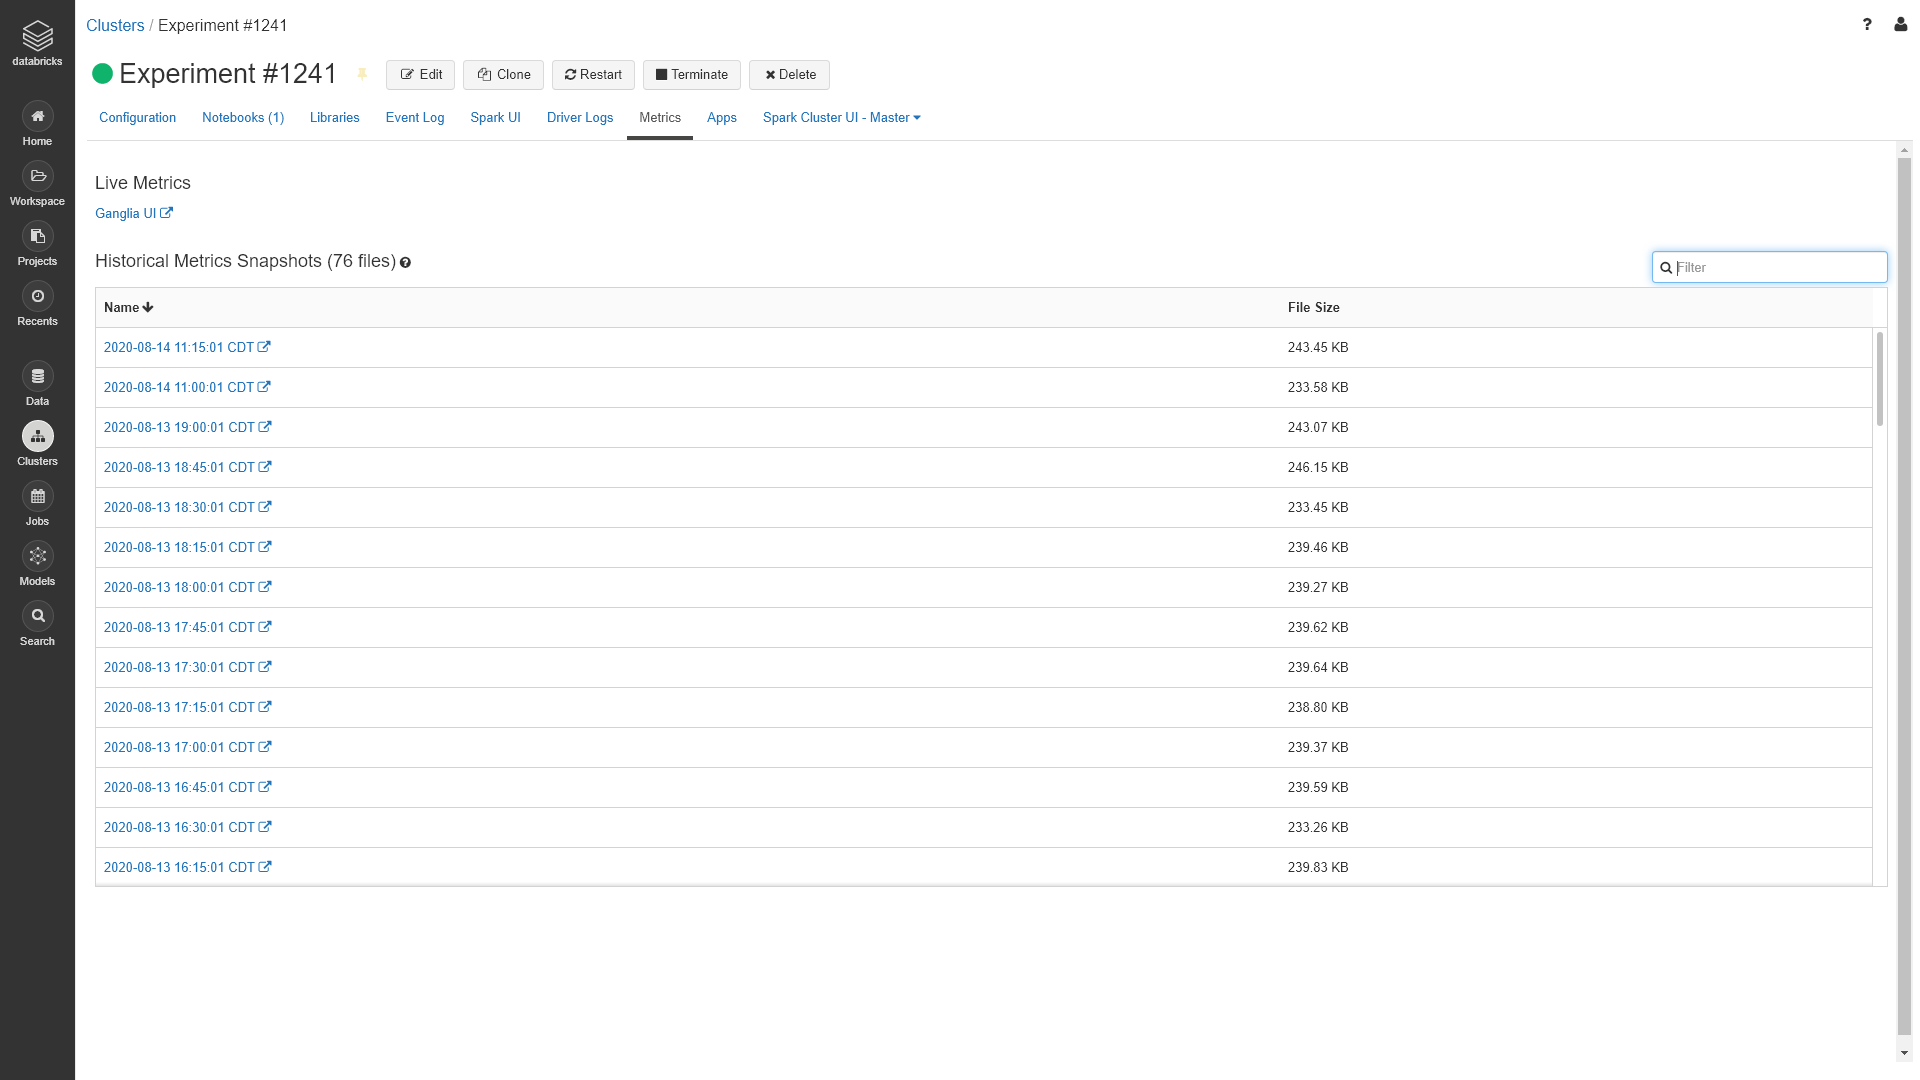 Clusters / Experiment #1241
databricks
Experiment #1241 Edit Clone Restart Terminate Delete
Configuration Notebooks (1) Libraries Event Log Spark UI Driver Logs Metrics Apps Spark Cluster UI - Master
Home
Workspace
Projects
Recents
Data
Clusters
Jobs
Models
Search
Live Metrics
Ganglia UI
Historical Metrics Snapshots (76 files) Filter
Name File Size
2020-08-14 11:15:01 CDT 243.45 KB
2020-08-14 11:00:01 CDT 233.58 KB
2020-08-13 19:00:01 CDT 243.07 KB
2020-08-13 18:45:01 CDT 246.15 KB
2020-08-13 18:30:01 CDT 233.45 KB
2020-08-13 18:15:01 CDT 239.46 KB
2020-08-13 18:00:01 CDT 239.27 KB
2020-08-13 17:45:01 CDT 239.62 KB
2020-08-13 17:30:01 CDT 239.64 KB
2020-08-13 17:15:01 CDT 238.80 KB
2020-08-13 17:00:01 CDT 239.37 KB
2020-08-13 16:45:01 CDT 239.59 KB
2020-08-13 16:30:01 CDT 233.26 KB
2020-08-13 16:15:01 CDT 239.83 KB